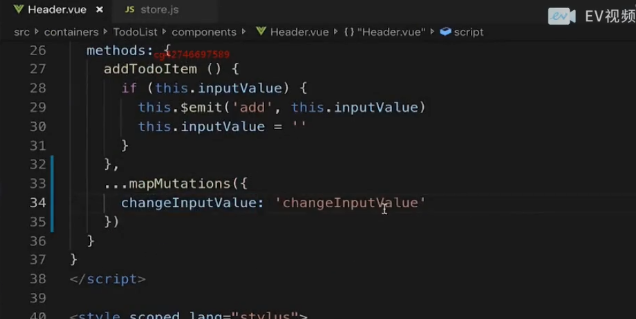 Header.vue × JS store.js
EV视频
src > containers > TodoList > components > Header.vue > {} "Header.vue" > script
26 methods: {
27 addTodoItem () {
28 if (this.inputValue) {
29 this.$emit('add', this.inputValue)
30 this.inputValue = ''
31 }
32 },
33 ...mapMutations({
34 changeInputValue: 'changeInputValue'
35 })
36 }
37 }
38 </script>
39
40 <style scoped lang="stylus">